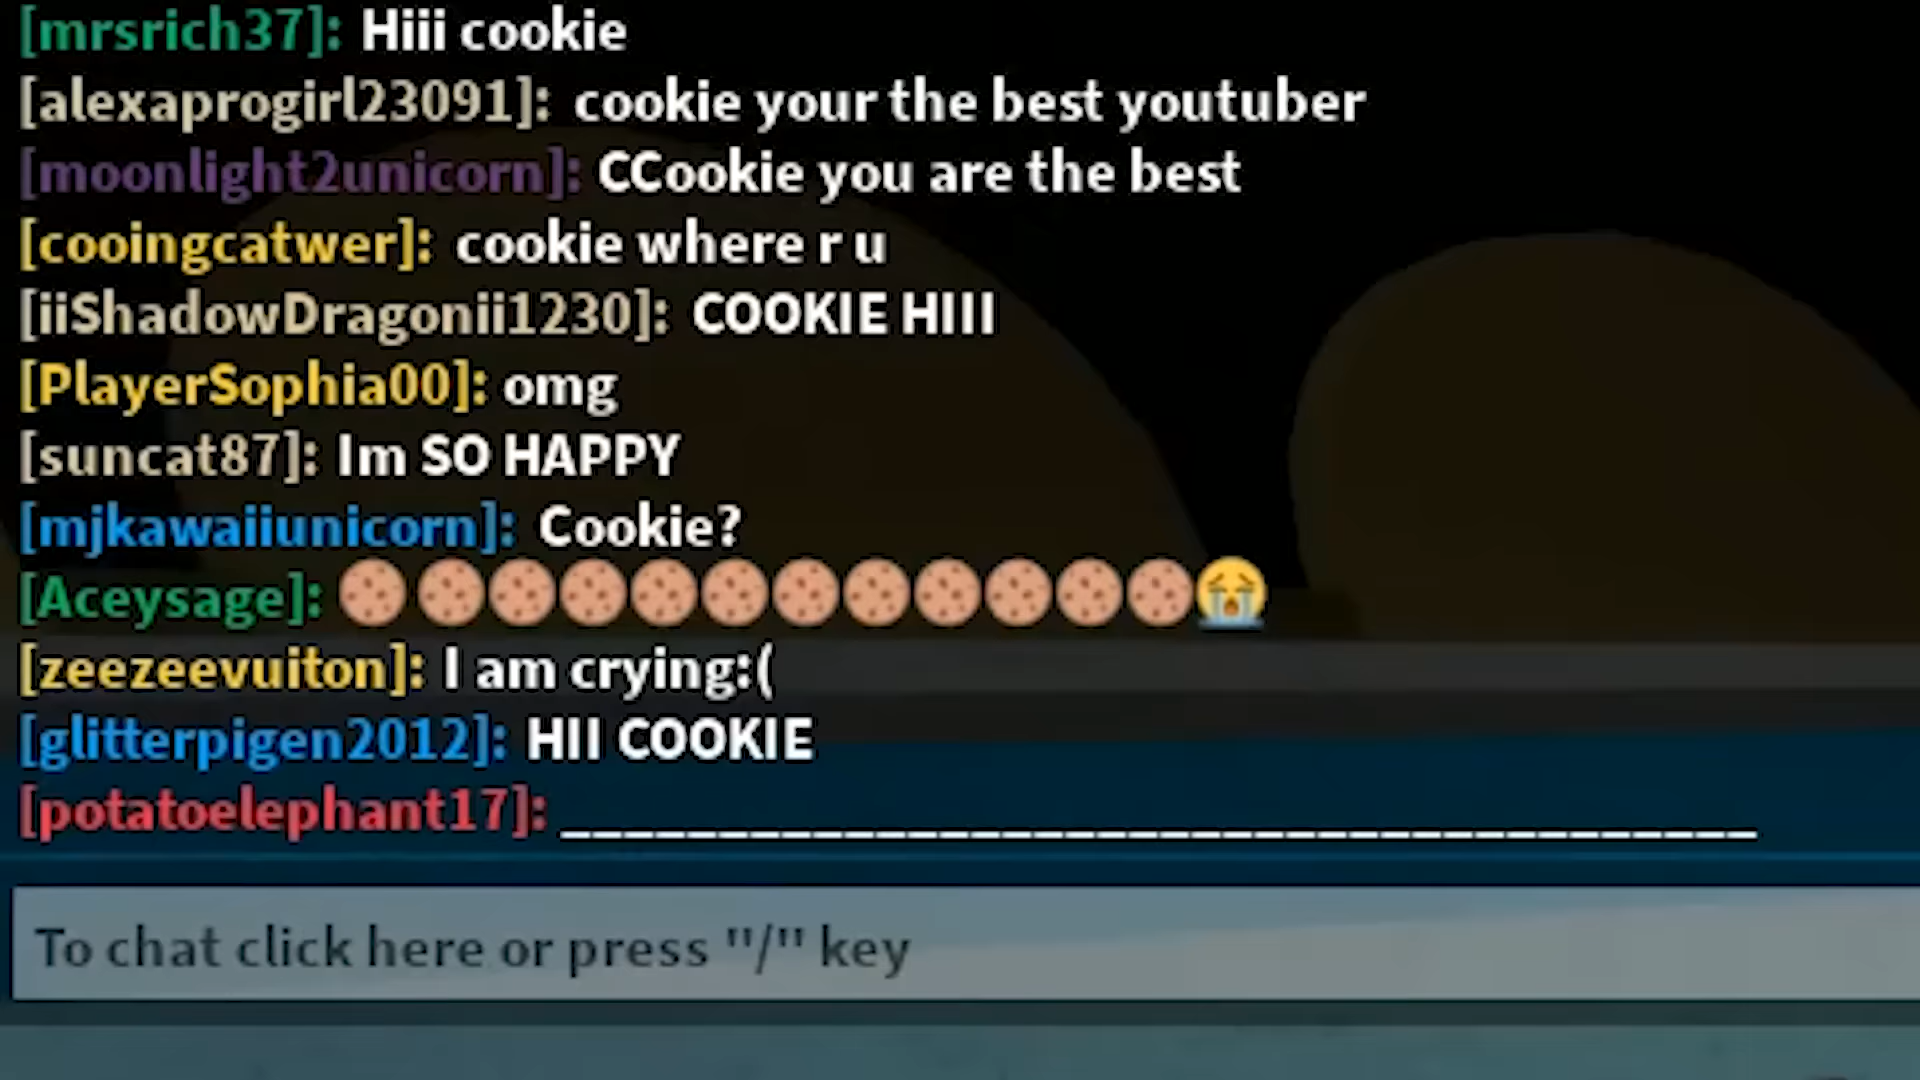 [mrsrich37]: Hiii cookie
[alexaprogirl23091]: cookie your the best youtuber
[moonlight2unicorn]: CCookie you are the best
[cooingcatwer]: cookie where r u
[iiShadowDragonii1230]: COOKIE HIII
[PlayerSophia00]: omg
[suncat87]: Im SO HAPPY
[mjkawaiiunicorn]: Cookie?
[Aceysage]: 🍪🍪🍪🍪🍪🍪🍪🍪🍪🍪🍪🍪😭
[zeezeevuiton]: I am crying:(
[glitterpigen2012]: HII COOKIE
[potatoelephant17]: ______________________________________
To chat click here or press "/" key